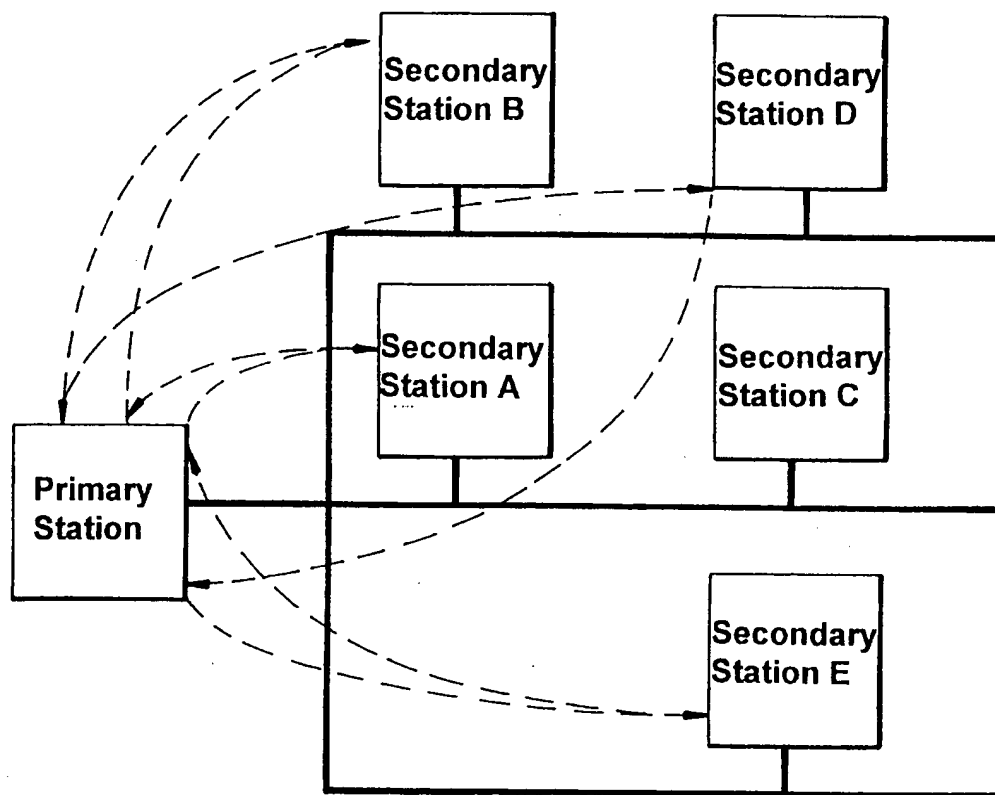 Secondary
Station B
Secondary
Station D
Secondary
Station A
Secondary
Station C
Primary
Station
Secondary
Station E